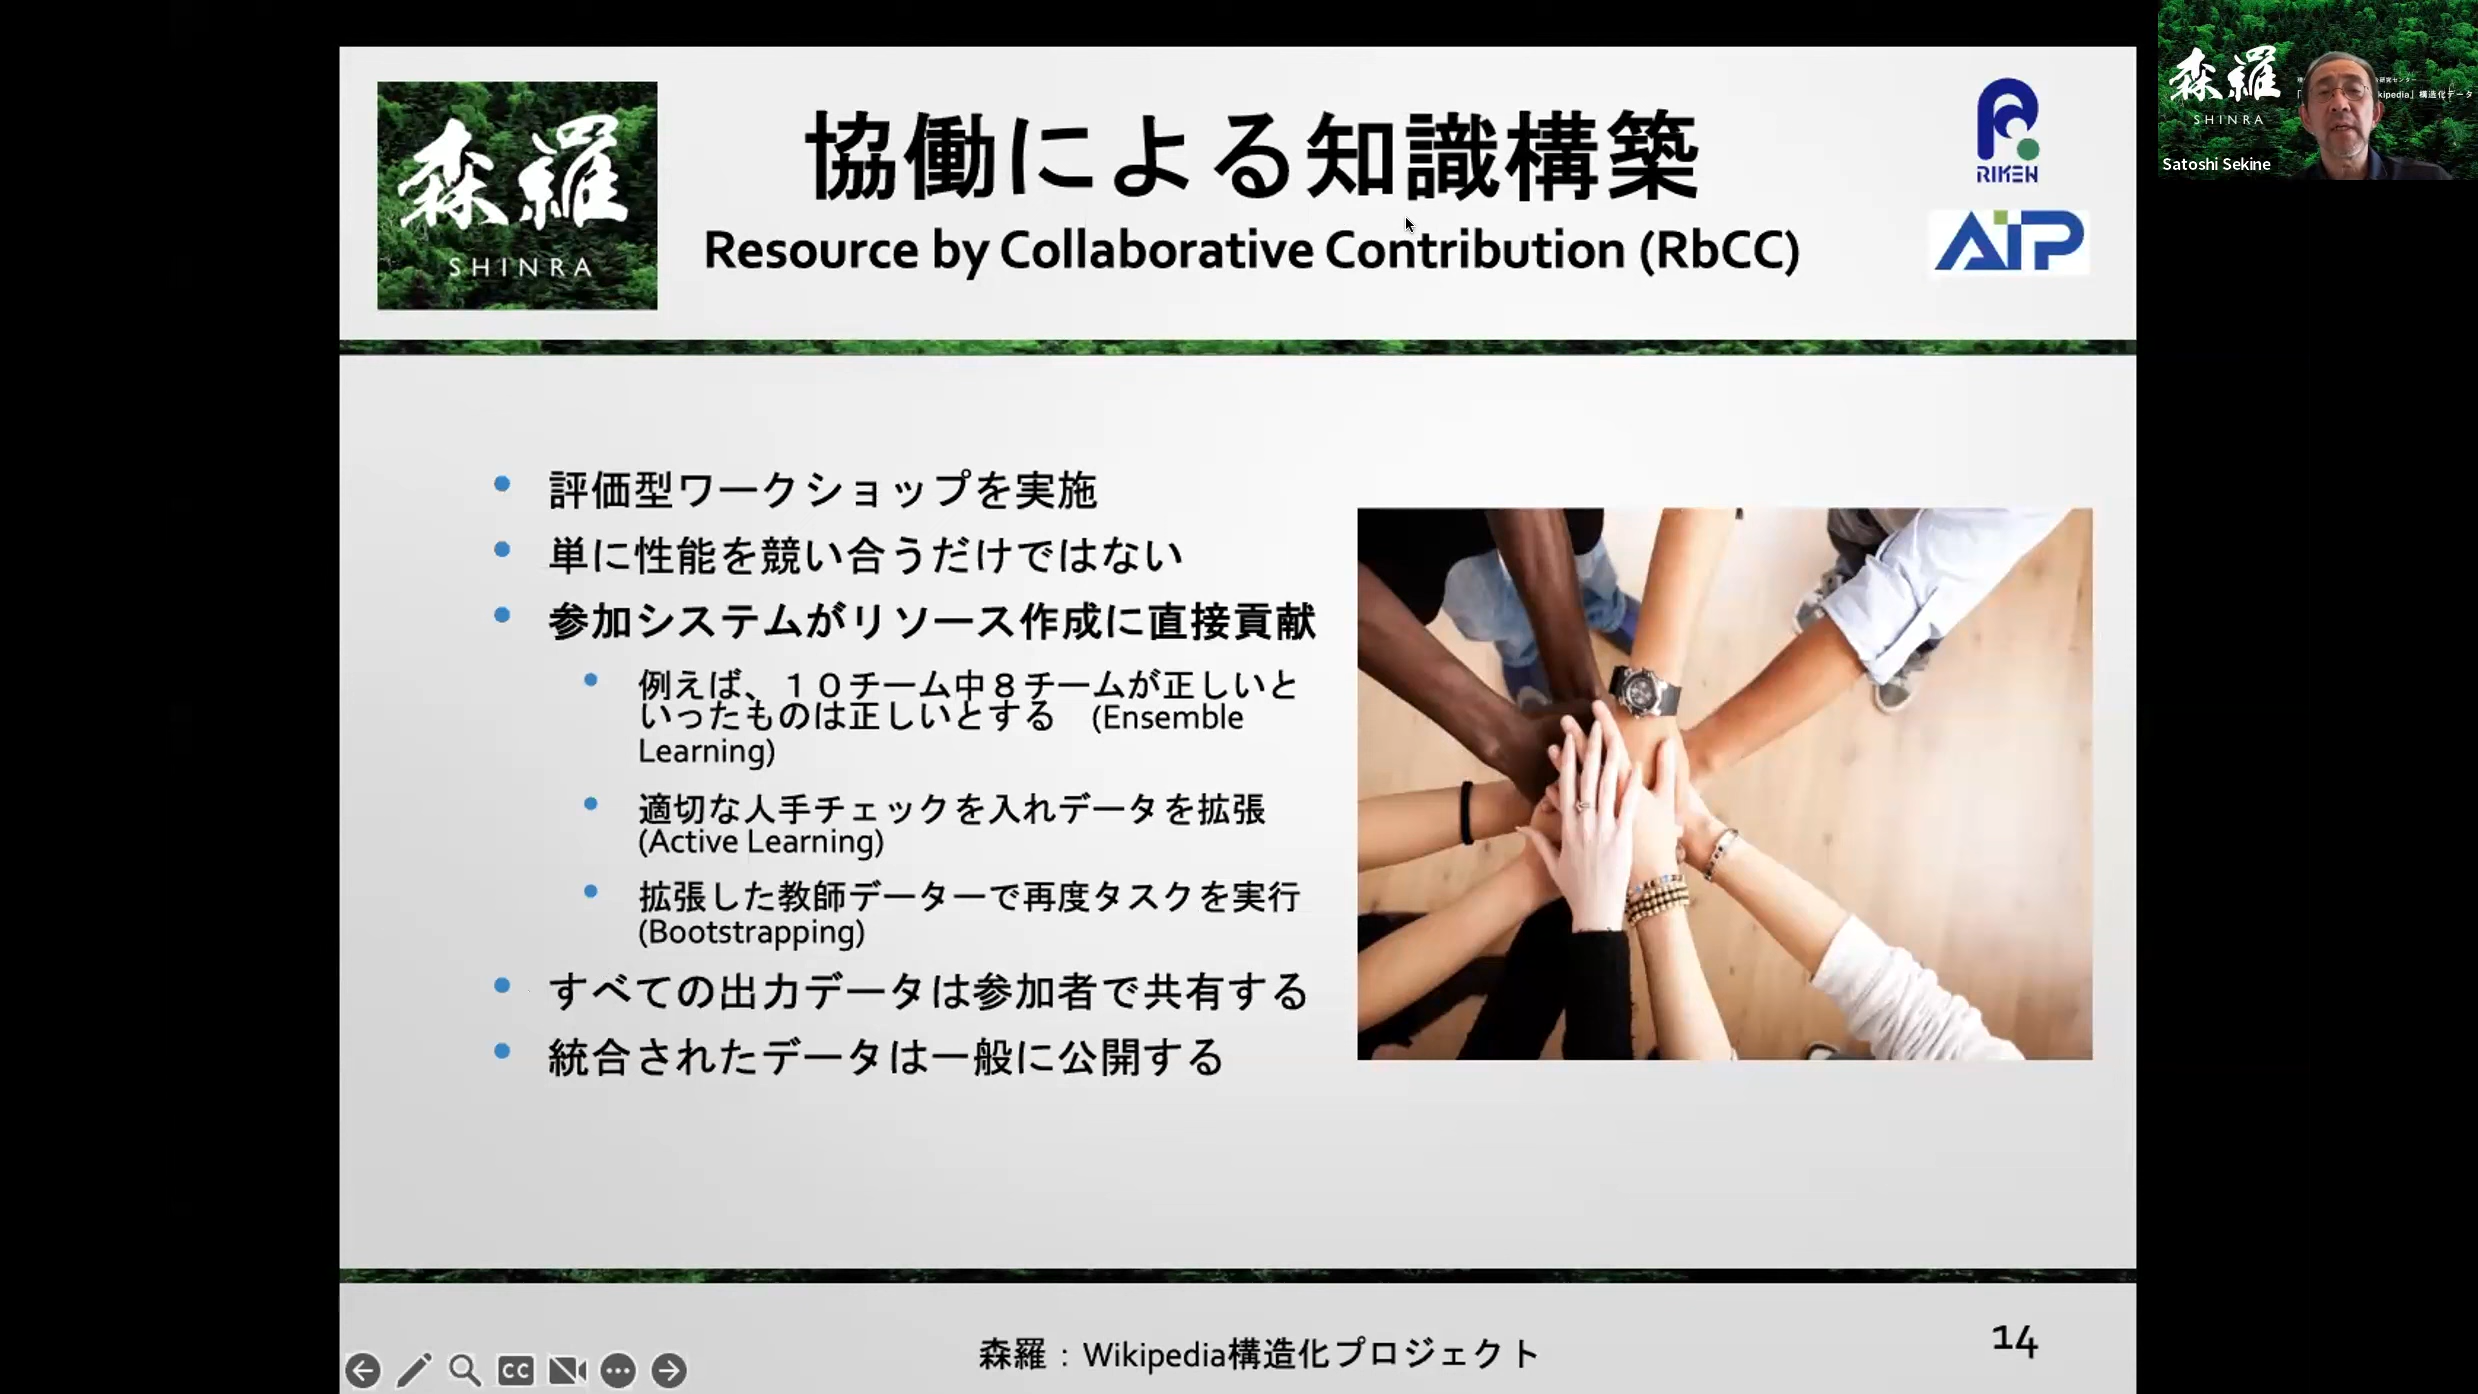 森羅
SHINRA
協働による知識構築
Resource by Collaborative Contribution (RbCC)
RIKEN
AIP
森羅
SHINRA
kipedia」構造化データ
Satoshi Sekine
評価型ワークショップを実施
単に性能を競い合うだけではない
参加システムがリソース作成に直接貢献
例えば、１０チーム中８チームが正しいと
いったものは正しいとする　(Ensemble
Learning)
適切な人手チェックを入れデータを拡張
(Active Learning)
拡張した教師データーで再度タスクを実行
(Bootstrapping)
すべての出力データは参加者で共有する
統合されたデータは一般に公開する
CC
森羅：Wikipedia構造化プロジェクト
14